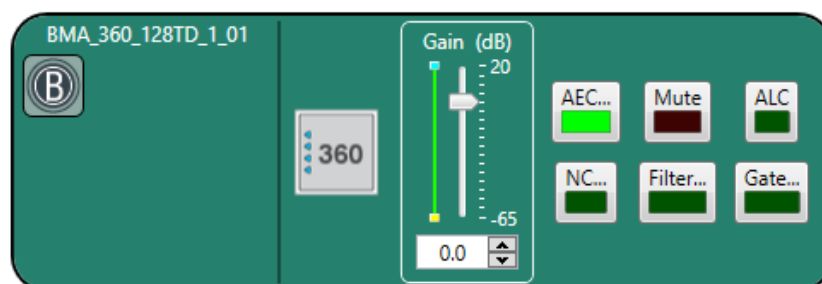 BMA_360_128TD_1_01
B
360
Gain (dB)
20
-65
0.0
AEC...
Mute
ALC
NC...
Filter...
Gate...